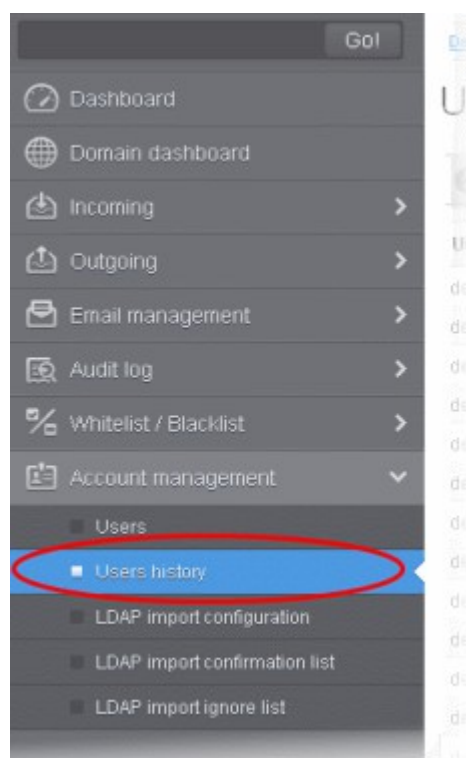 Go!
Dashboard
Domain dashboard
Incoming
Outgoing
Email management
Audit log
Whitelist / Blacklist
Account management
Users
Users history
LDAP import configuration
LDAP import confirmation list
LDAP import ignore list